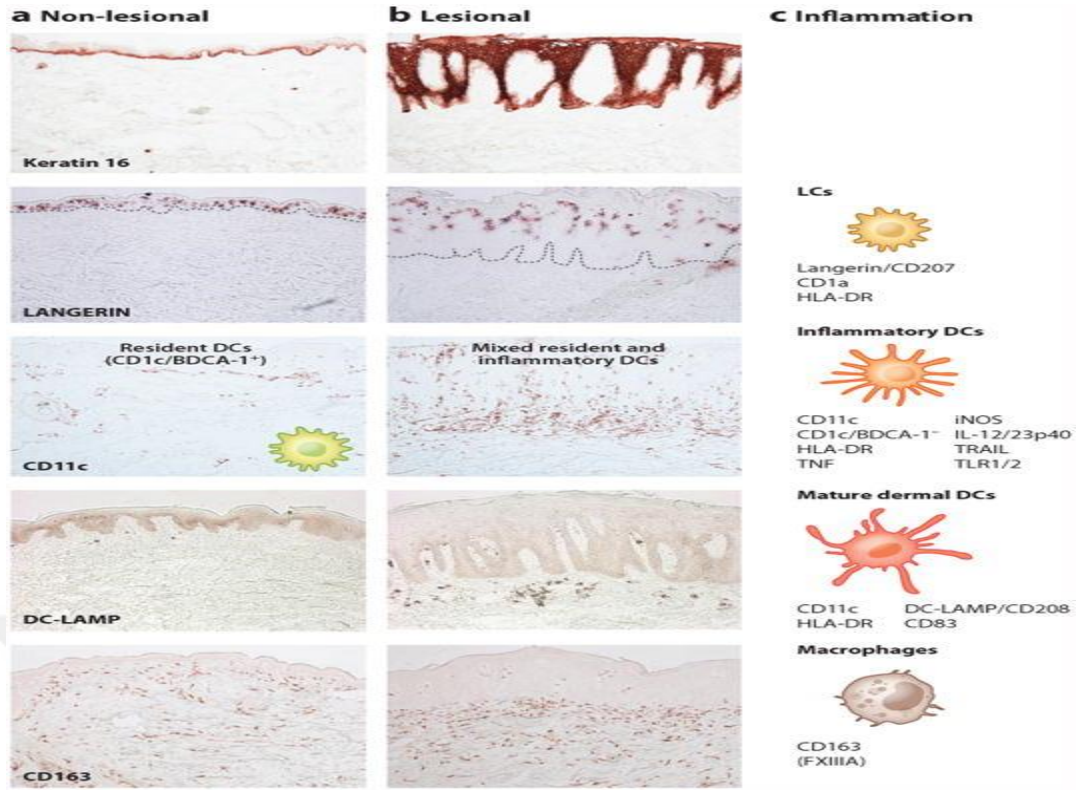 a Non-lesional
b Lesional
c Inflammation
Keratin 16
LANGERIN
LCs
Langerin/CD207
CD1a
HLA-DR
Resident DCs
(CD1c/BDCA-1⁺)
CD11c
Mixed resident and
inflammatory DCs
Inflammatory DCs
CD11c iNOS
CD1c/BDCA-1⁻ IL-12/23p40
HLA-DR TRAIL
TNF TLR1/2
DC-LAMP
Mature dermal DCs
CD11c DC-LAMP/CD208
HLA-DR CD83
CD163
Macrophages
CD163
(FXIIIA)